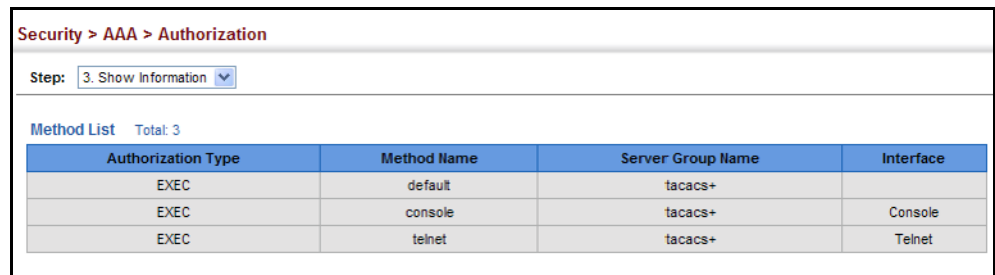 Security > AAA > Authorization
Step: 3. Show Information
Method List Total: 3
Authorization Type Method Name Server Group Name Interface
EXEC default tacacs+
EXEC console tacacs+ Console
EXEC telnet tacacs+ Telnet